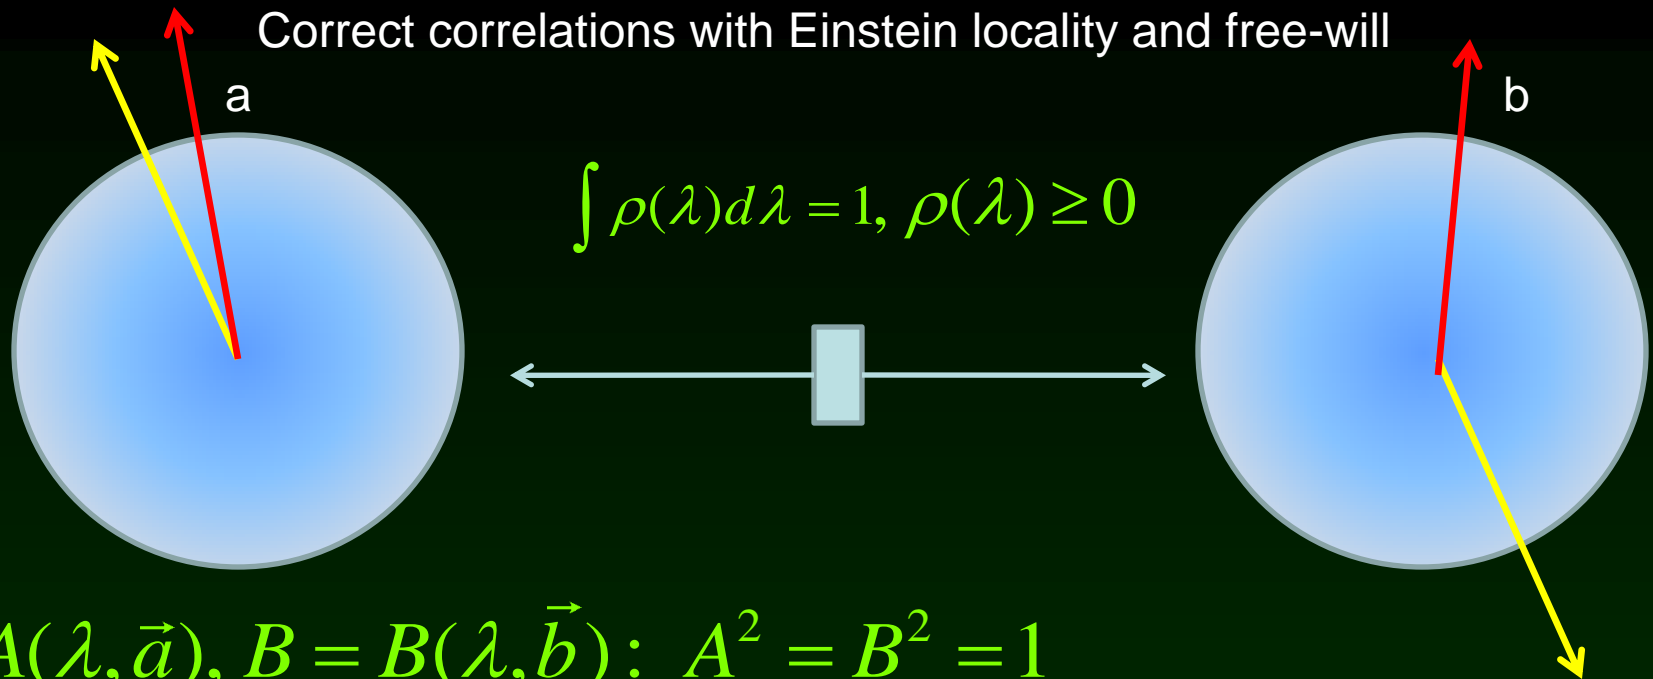 Correct correlations with Einstein locality and free-will
a
b
∫ρ(λ)dλ = 1, ρ(λ) ≥ 0
A(λ, a⃗), B = B(λ, b⃗): A² = B² = 1